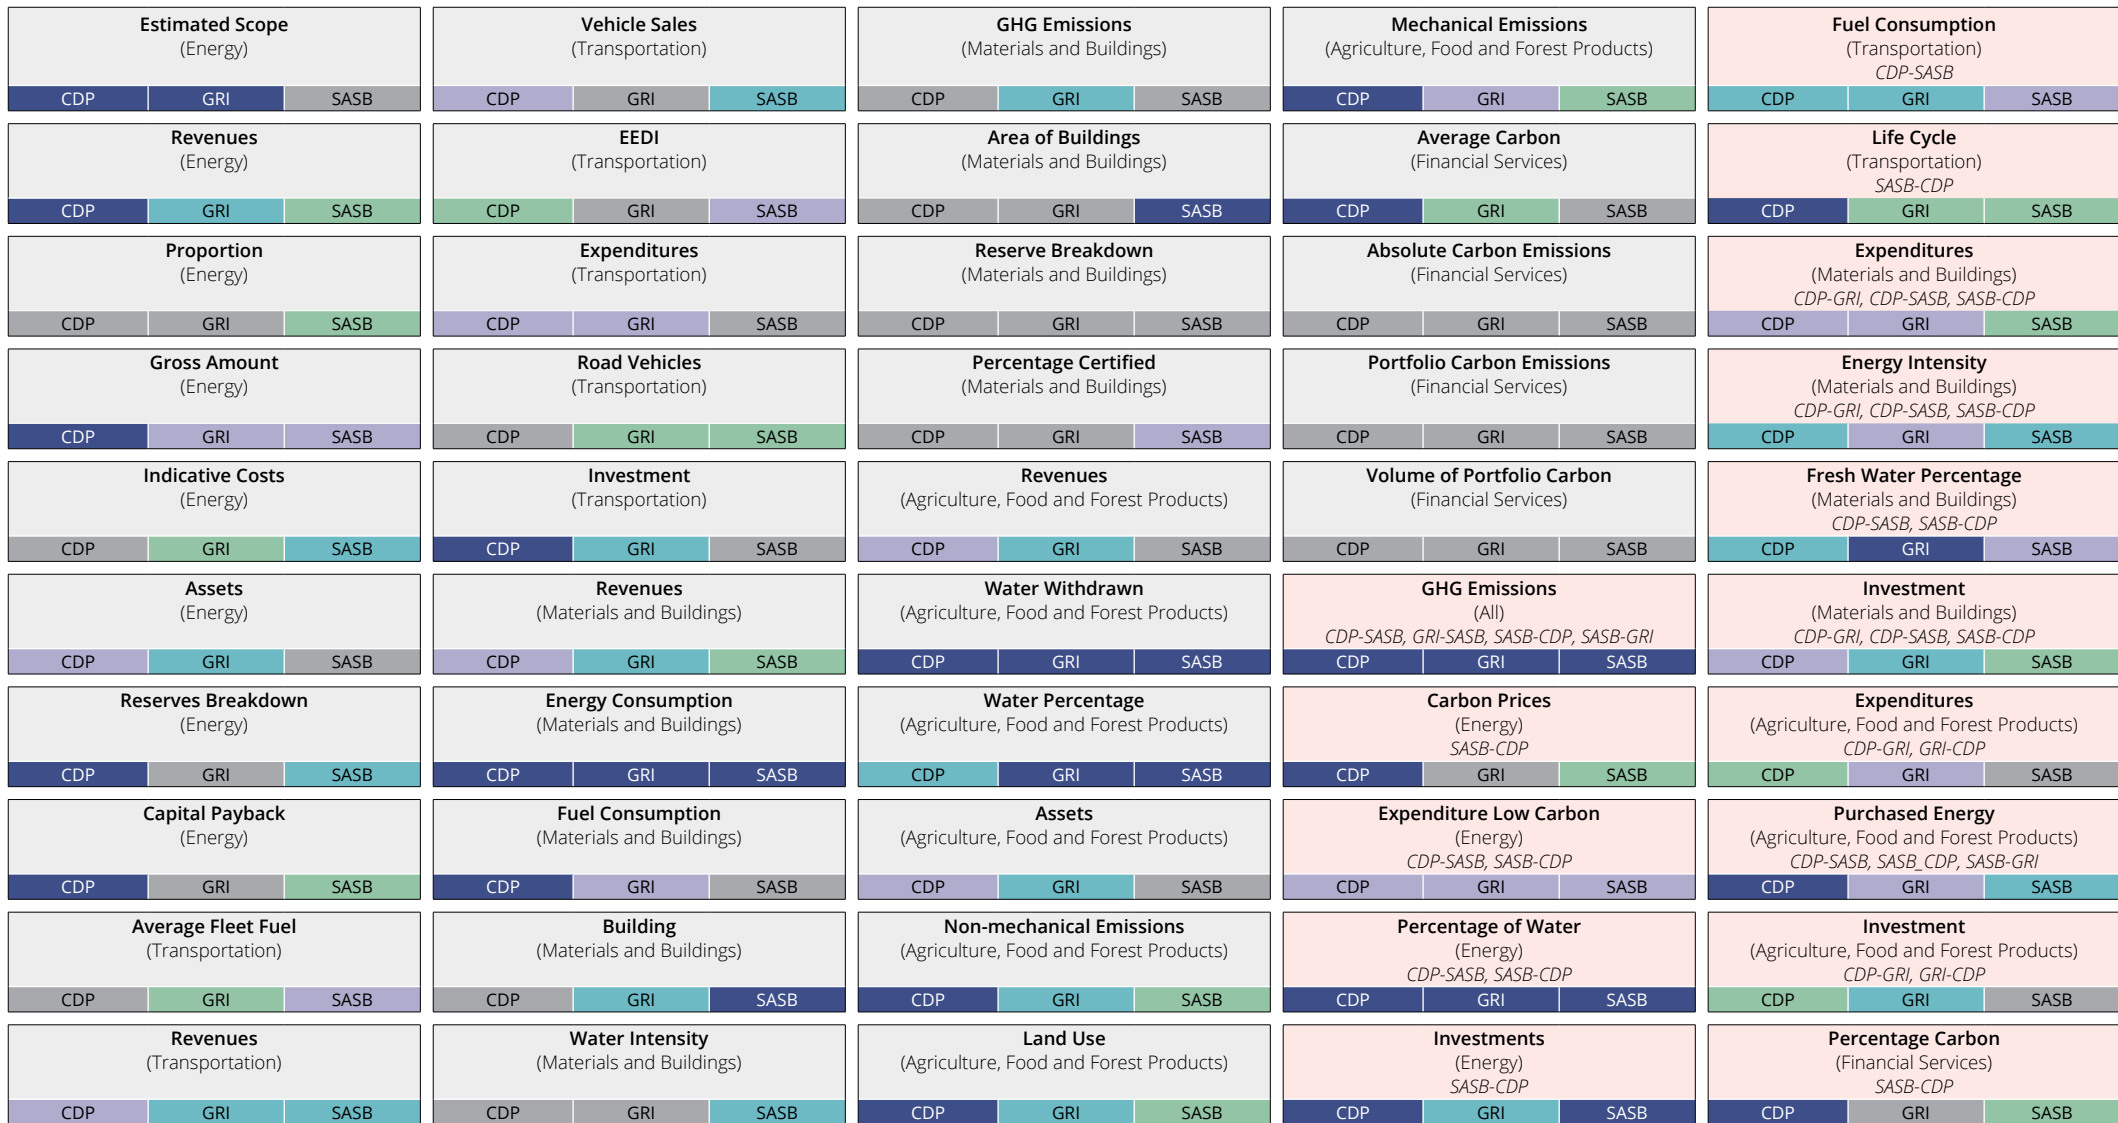 Estimated Scope
(Energy)
CDP GRI SASB
Revenues
(Energy)
CDP GRI SASB
Proportion
(Energy)
CDP GRI SASB
Gross Amount
(Energy)
CDP GRI SASB
Indicative Costs
(Energy)
CDP GRI SASB
Assets
(Energy)
CDP GRI SASB
Reserves Breakdown
(Energy)
CDP GRI SASB
Capital Payback
(Energy)
CDP GRI SASB
Average Fleet Fuel
(Transportation)
CDP GRI SASB
Revenues
(Transportation)
CDP GRI SASB
Vehicle Sales
(Transportation)
CDP GRI SASB
EEDI
(Transportation)
CDP GRI SASB
Expenditures
(Transportation)
CDP GRI SASB
Road Vehicles
(Transportation)
CDP GRI SASB
Investment
(Transportation)
CDP GRI SASB
Revenues
(Materials and Buildings)
CDP GRI SASB
Energy Consumption
(Materials and Buildings)
CDP GRI SASB
Fuel Consumption
(Materials and Buildings)
CDP GRI SASB
Building
(Materials and Buildings)
CDP GRI SASB
Water Intensity
(Materials and Buildings)
CDP GRI SASB
GHG Emissions
(Materials and Buildings)
CDP GRI SASB
Area of Buildings
(Materials and Buildings)
CDP GRI SASB
Reserve Breakdown
(Materials and Buildings)
CDP GRI SASB
Percentage Certified
(Materials and Buildings)
CDP GRI SASB
Revenues
(Agriculture, Food and Forest Products)
CDP GRI SASB
Water Withdrawn
(Agriculture, Food and Forest Products)
CDP GRI SASB
Water Percentage
(Agriculture, Food and Forest Products)
CDP GRI SASB
Assets
(Agriculture, Food and Forest Products)
CDP GRI SASB
Non-mechanical Emissions
(Agriculture, Food and Forest Products)
CDP GRI SASB
Land Use
(Agriculture, Food and Forest Products)
CDP GRI SASB
Mechanical Emissions
(Agriculture, Food and Forest Products)
CDP GRI SASB
Average Carbon
(Financial Services)
CDP GRI SASB
Absolute Carbon Emissions
(Financial Services)
CDP GRI SASB
Portfolio Carbon Emissions
(Financial Services)
CDP GRI SASB
Volume of Portfolio Carbon
(Financial Services)
CDP GRI SASB
GHG Emissions
(All)
CDP-SASB, GRI-SASB, SASB-CDP, SASB-GRI
CDP GRI SASB
Carbon Prices
(Energy)
SASB-CDP
CDP GRI SASB
Expenditure Low Carbon
(Energy)
CDP-SASB, SASB-CDP
CDP GRI SASB
Percentage of Water
(Energy)
CDP-SASB, SASB-CDP
CDP GRI SASB
Investments
(Energy)
SASB-CDP
CDP GRI SASB
Fuel Consumption
(Transportation)
CDP-SASB
CDP GRI SASB
Life Cycle
(Transportation)
SASB-CDP
CDP GRI SASB
Expenditures
(Materials and Buildings)
CDP-GRI, CDP-SASB, SASB-CDP
CDP GRI SASB
Energy Intensity
(Materials and Buildings)
CDP-GRI, CDP-SASB, SASB-CDP
CDP GRI SASB
Fresh Water Percentage
(Materials and Buildings)
CDP-SASB, SASB-CDP
CDP GRI SASB
Investment
(Materials and Buildings)
CDP-GRI, CDP-SASB, SASB-CDP
CDP GRI SASB
Expenditures
(Agriculture, Food and Forest Products)
CDP-GRI, GRI-CDP
CDP GRI SASB
Purchased Energy
(Agriculture, Food and Forest Products)
CDP-SASB, SASB_CDP, SASB-GRI
CDP GRI SASB
Investment
(Agriculture, Food and Forest Products)
CDP-GRI, GRI-CDP
CDP GRI SASB
Percentage Carbon
(Financial Services)
SASB-CDP
CDP GRI SASB